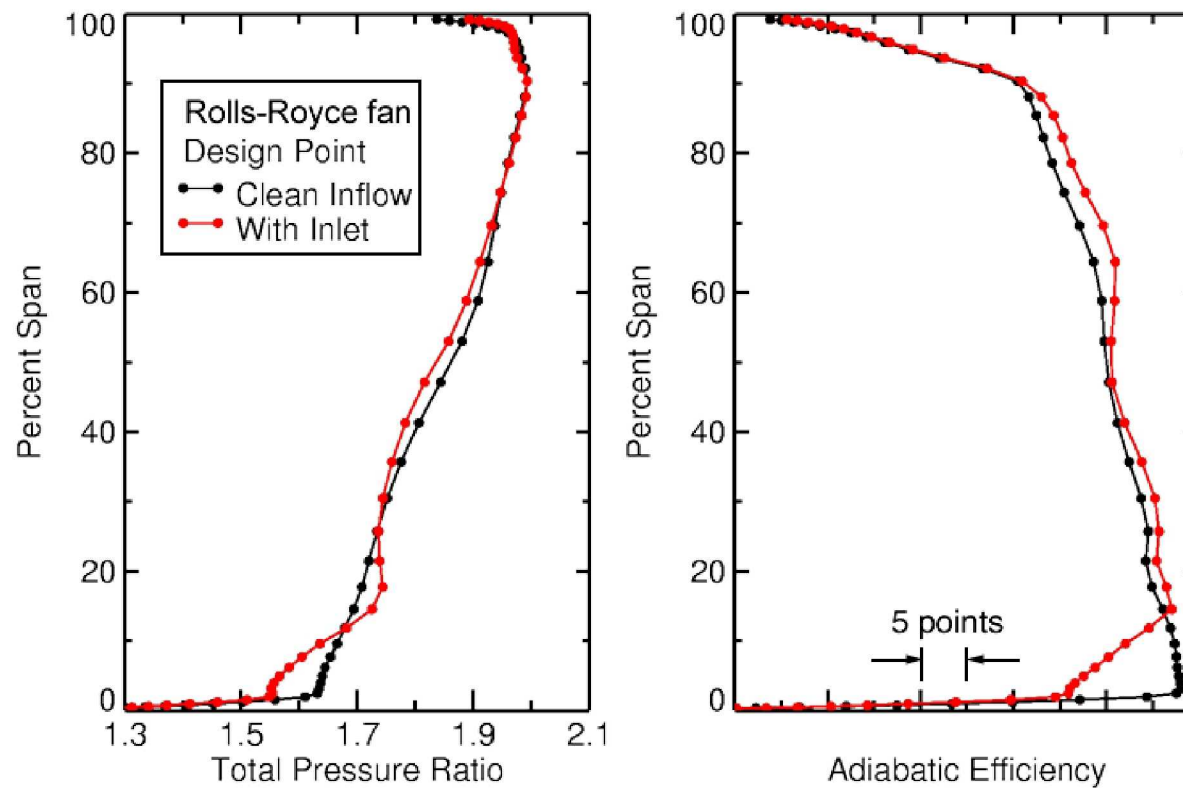 100
80
60
40
20
0
Percent Span
1.3 1.5 1.7 1.9 2.1
Total Pressure Ratio
Rolls-Royce fan
Design Point
Clean Inflow
With Inlet
100
80
60
40
20
0
Percent Span
5 points
Adiabatic Efficiency